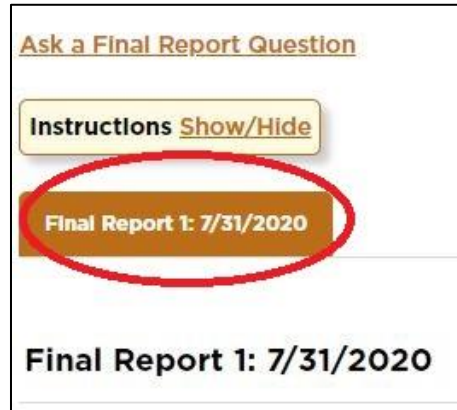 Ask a Final Report Question
Instructions Show/Hide
Final Report 1: 7/31/2020
Final Report 1: 7/31/2020